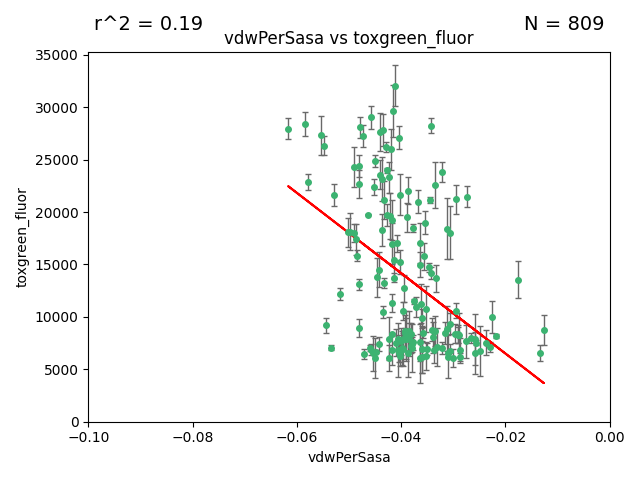 r^2 = 0.19
N = 809
vdwPerSasa vs toxgreen_fluor
35000
30000
25000
20000
15000
10000
5000
0
toxgreen_fluor
−0.10
−0.08
−0.06
−0.04
−0.02
0.00
vdwPerSasa